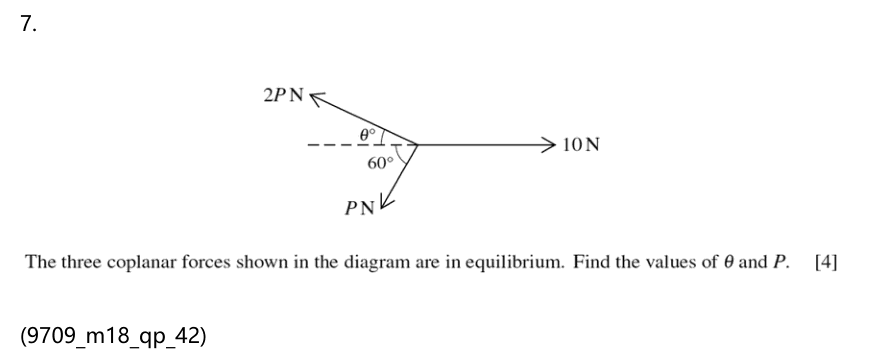 7.
2P N
θ°
10 N
60°
P N
The three coplanar forces shown in the diagram are in equilibrium. Find the values of θ and P. [4]
(9709_m18_qp_42)